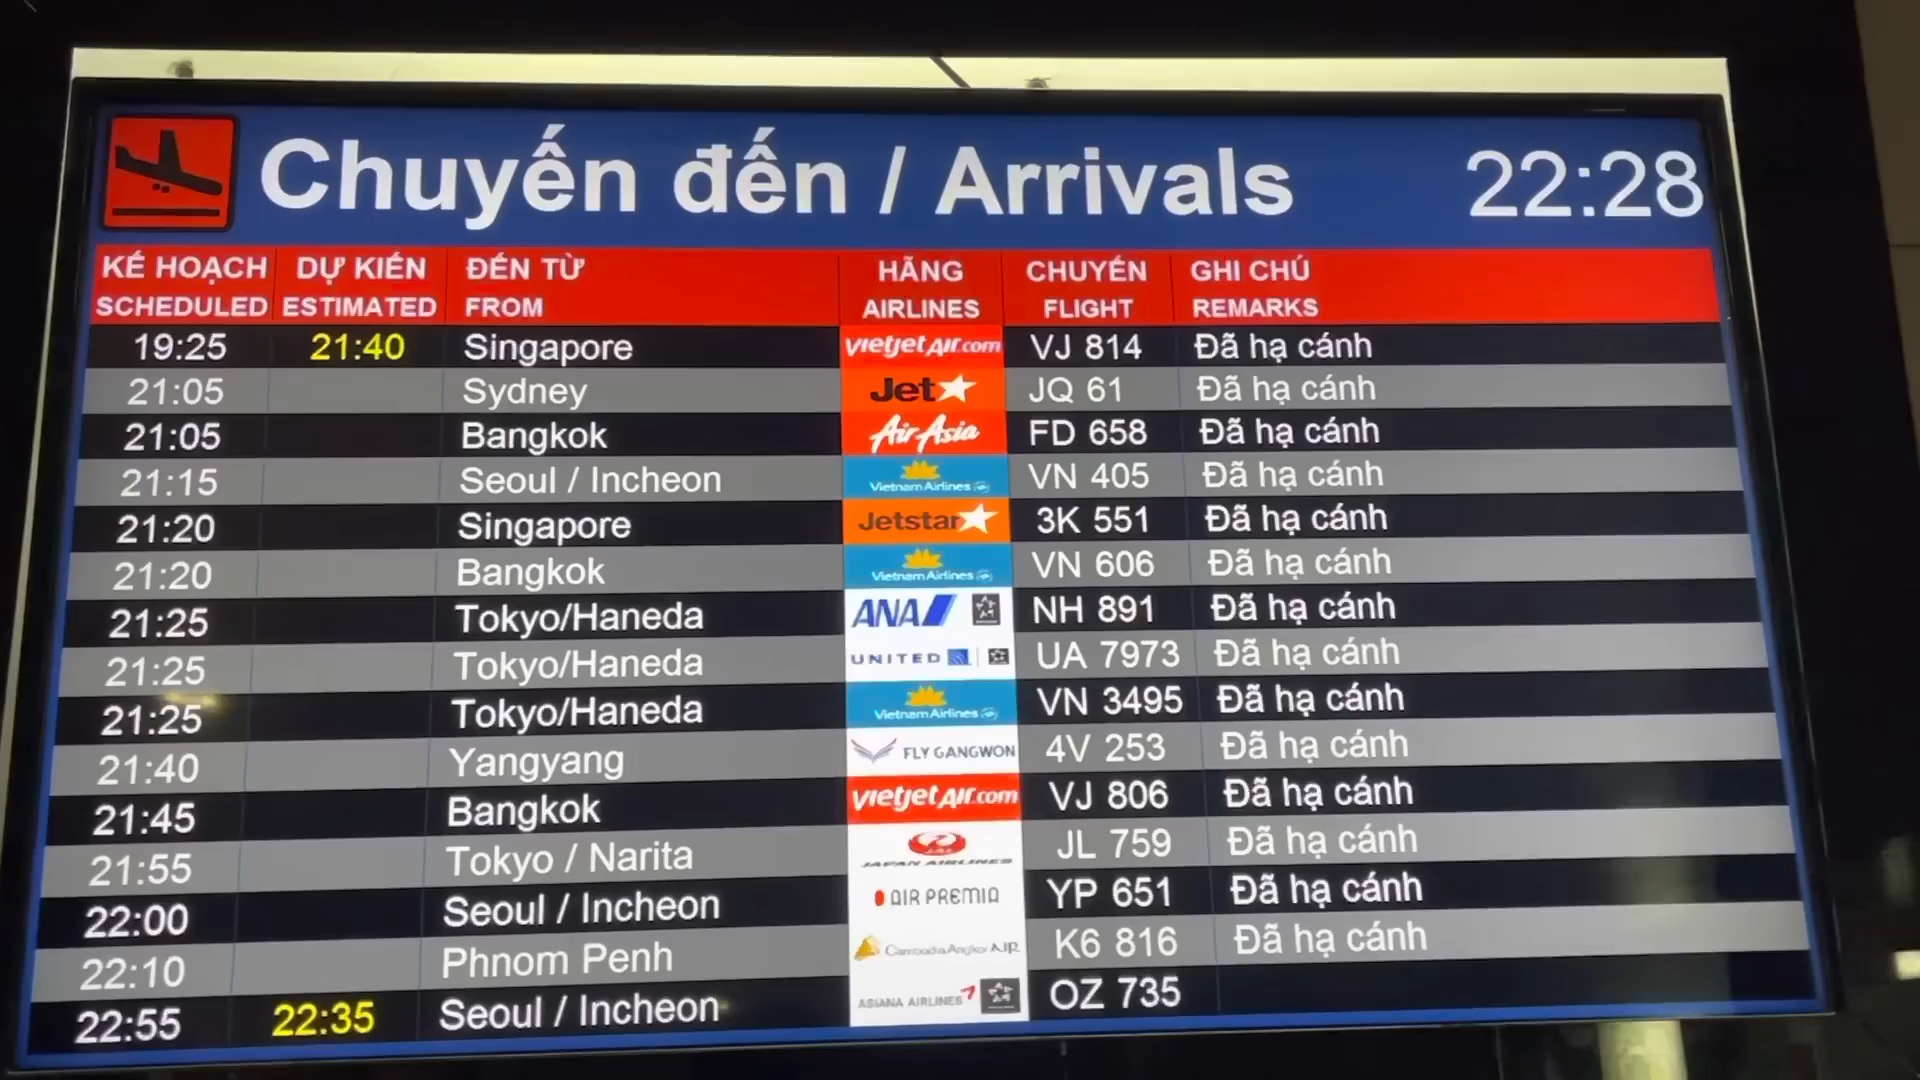 Chuyến đến / Arrivals 22:28
KẾ HOẠCH DỰ KIẾN ĐẾN TỪ HÃNG CHUYẾN GHI CHÚ
SCHEDULED ESTIMATED FROM AIRLINES FLIGHT REMARKS
19:25 21:40 Singapore vietjetAir.com VJ 814 Đã hạ cánh
21:05 Sydney Jet JQ 61 Đã hạ cánh
21:05 Bangkok AirAsia FD 658 Đã hạ cánh
21:15 Seoul / Incheon Vietnam Airlines VN 405 Đã hạ cánh
21:20 Singapore Jetstar 3K 551 Đã hạ cánh
21:20 Bangkok Vietnam Airlines VN 606 Đã hạ cánh
21:25 Tokyo/Haneda ANA NH 891 Đã hạ cánh
21:25 Tokyo/Haneda UNITED UA 7973 Đã hạ cánh
21:25 Tokyo/Haneda Vietnam Airlines VN 3495 Đã hạ cánh
21:40 Yangyang FLY GANGWON 4V 253 Đã hạ cánh
21:45 Bangkok vietjetAir.com VJ 806 Đã hạ cánh
21:55 Tokyo / Narita JAL JAPAN AIRLINES JL 759 Đã hạ cánh
22:00 Seoul / Incheon AIR PREMIA YP 651 Đã hạ cánh
22:10 Phnom Penh Cambodia Angkor AIR K6 816 Đã hạ cánh
22:55 22:35 Seoul / Incheon ASIANA AIRLINES OZ 735